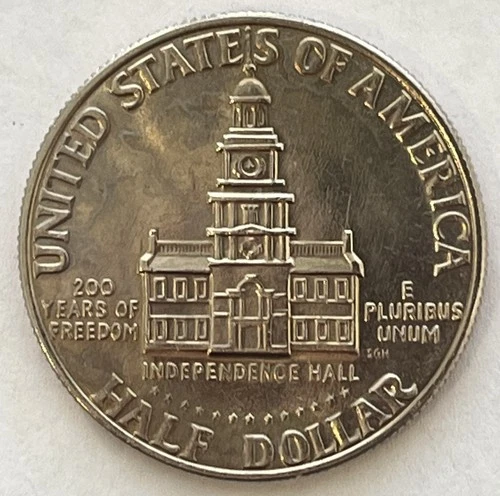 UNITED STATES OF AMERICA
200
YEARS OF
FREEDOM
E
PLURIBUS
UNUM
SGH
INDEPENDENCE HALL
HALF DOLLAR